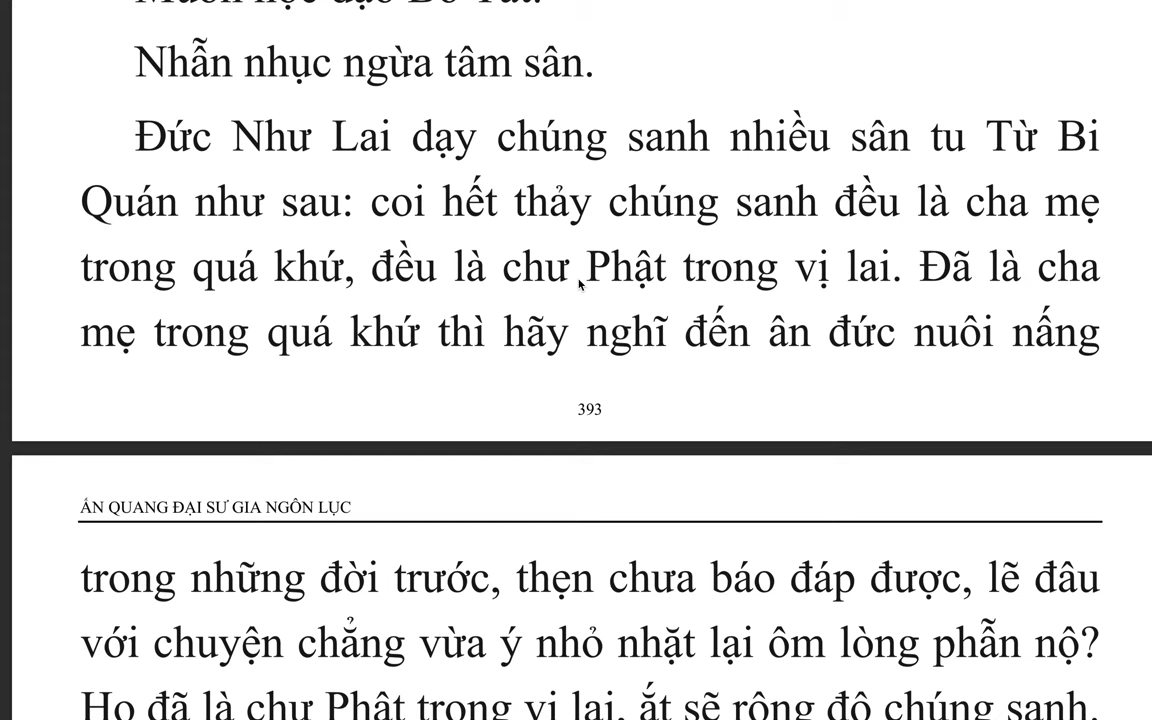 Muốn học đạo Bồ Tát.
Nhẫn nhục ngừa tâm sân.
Đức Như Lai dạy chúng sanh nhiều sân tu Từ Bi
Quán như sau: coi hết thảy chúng sanh đều là cha mẹ
trong quá khứ, đều là chư Phật trong vị lai. Đã là cha
mẹ trong quá khứ thì hãy nghĩ đến ân đức nuôi nấng
393
ẤN QUANG ĐẠI SƯ GIA NGÔN LỤC
trong những đời trước, thẹn chưa báo đáp được, lẽ đâu
với chuyện chẳng vừa ý nhỏ nhặt lại ôm lòng phẫn nộ?
Họ đã là chư Phật trong vị lai, ắt sẽ rộng độ chúng sanh.